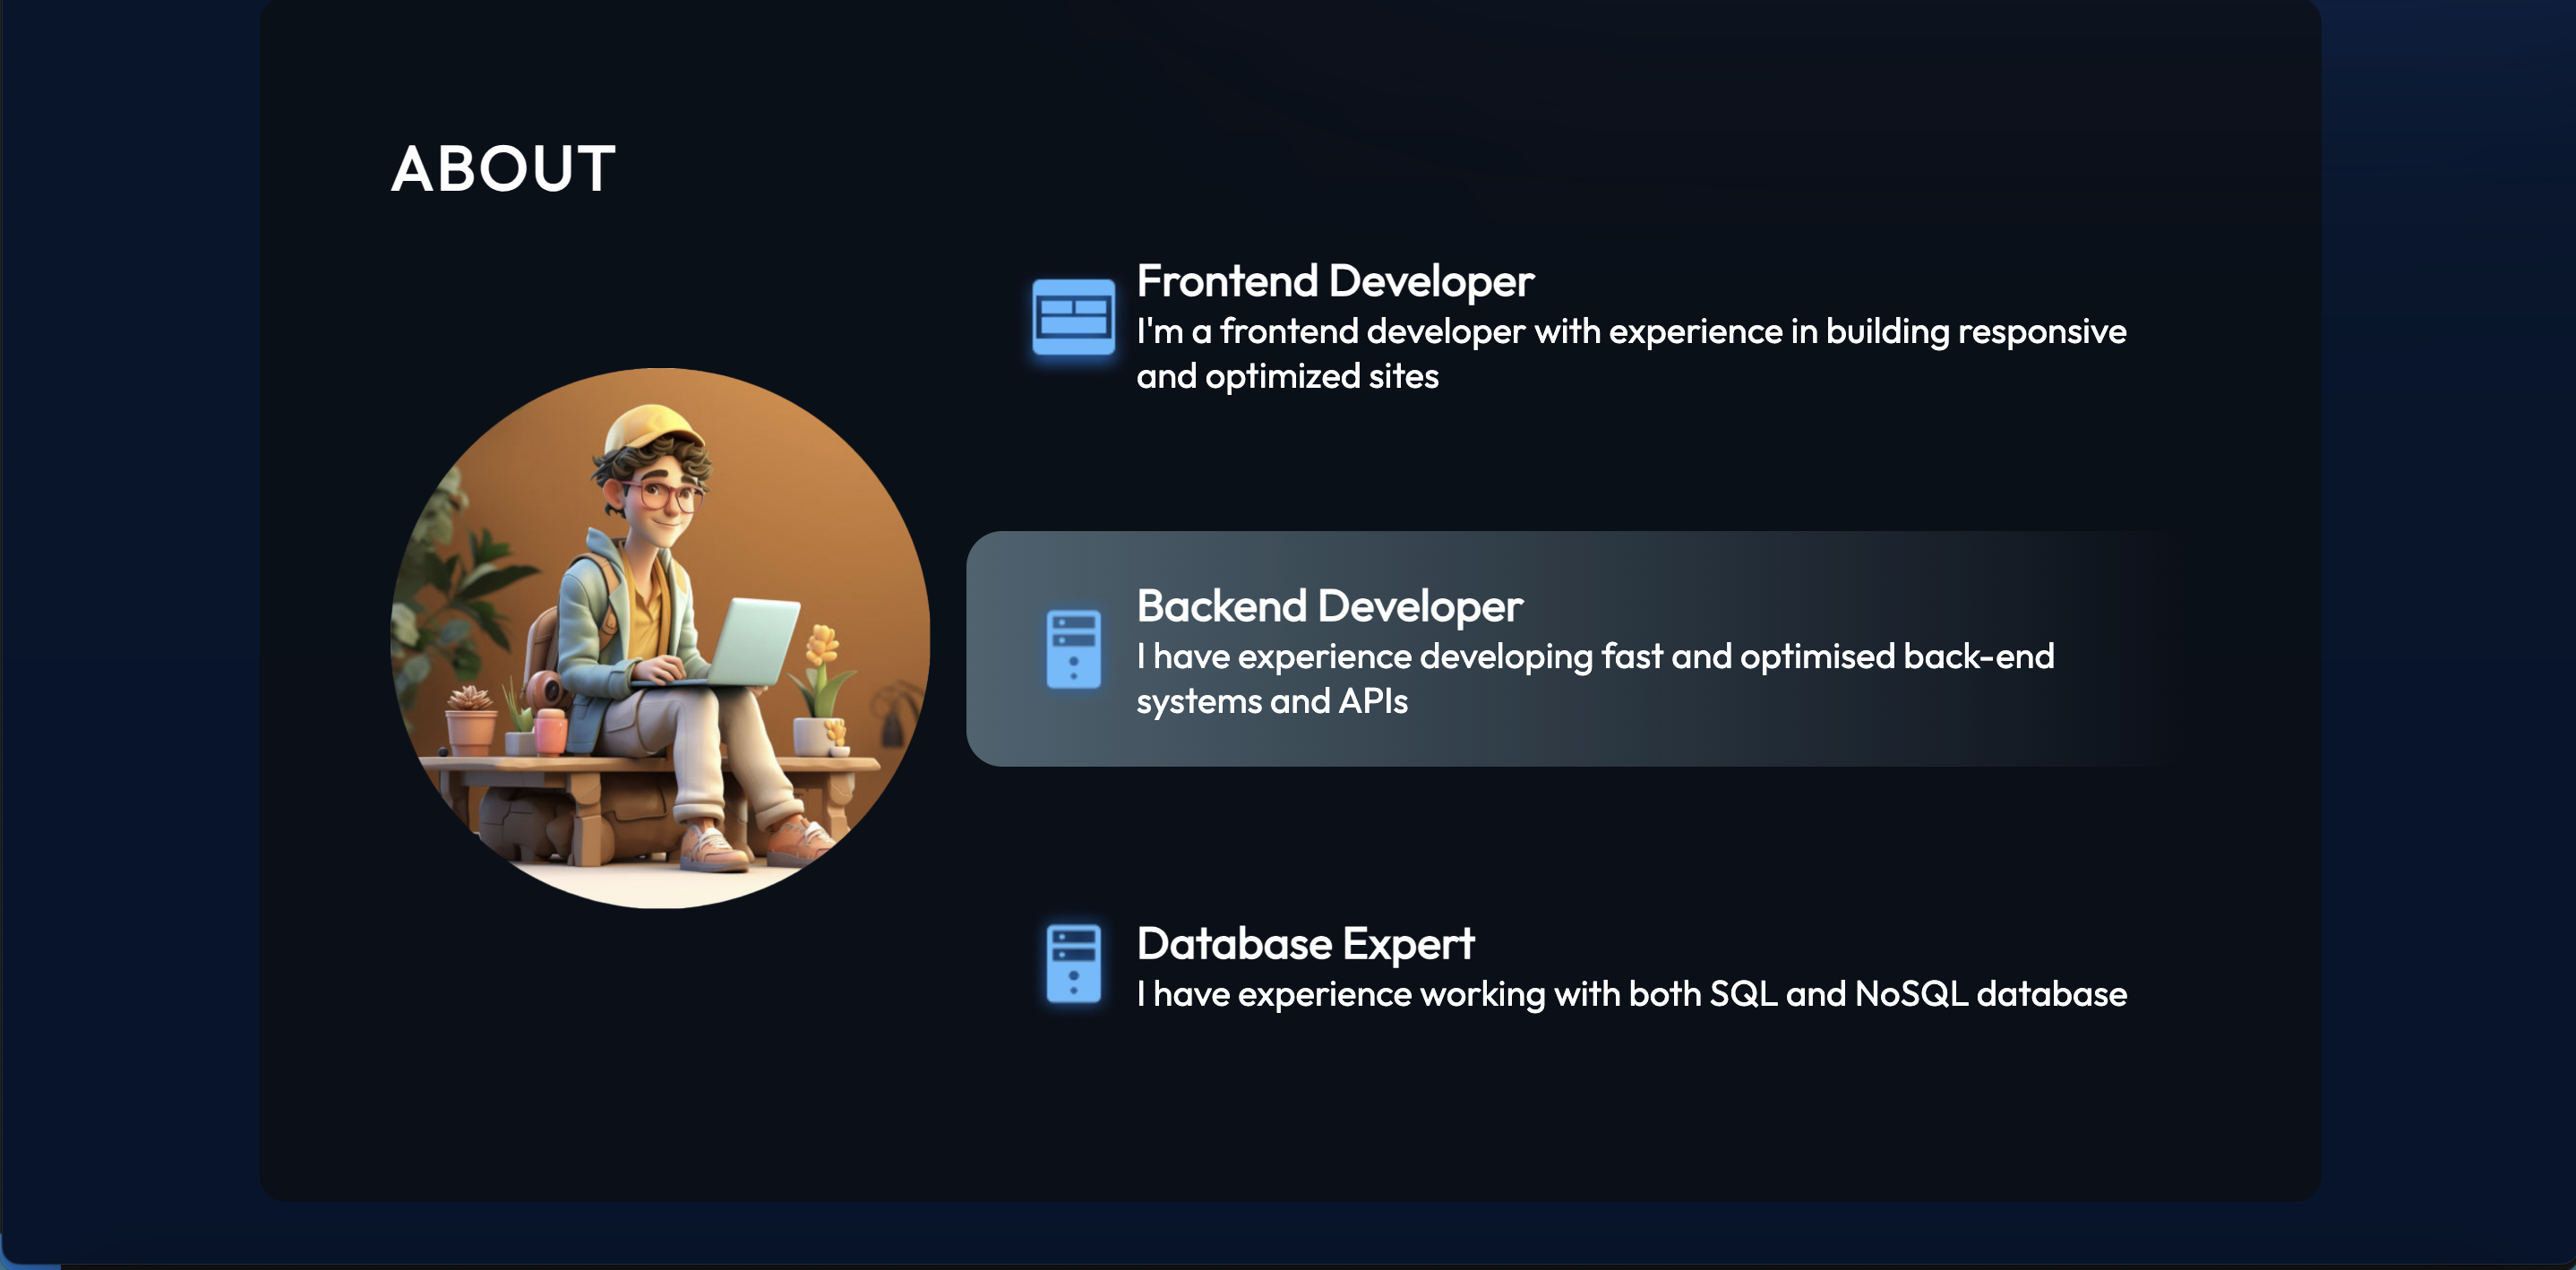 ABOUT
Frontend Developer
I'm a frontend developer with experience in building responsive
and optimized sites
Backend Developer
I have experience developing fast and optimised back-end
systems and APIs
Database Expert
I have experience working with both SQL and NoSQL database